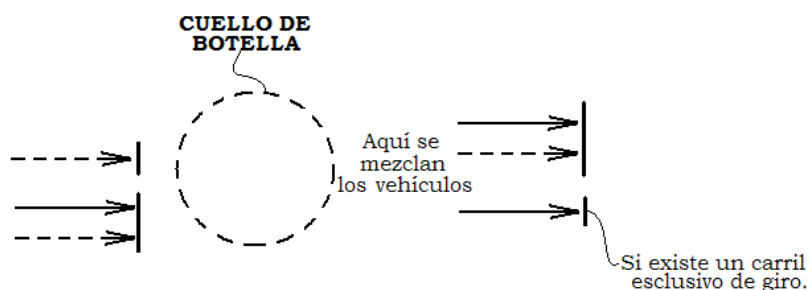 CUELLO DE
BOTELLA
Aquí se
mezclan
los vehículos
Si existe un carril
esclusivo de giro.